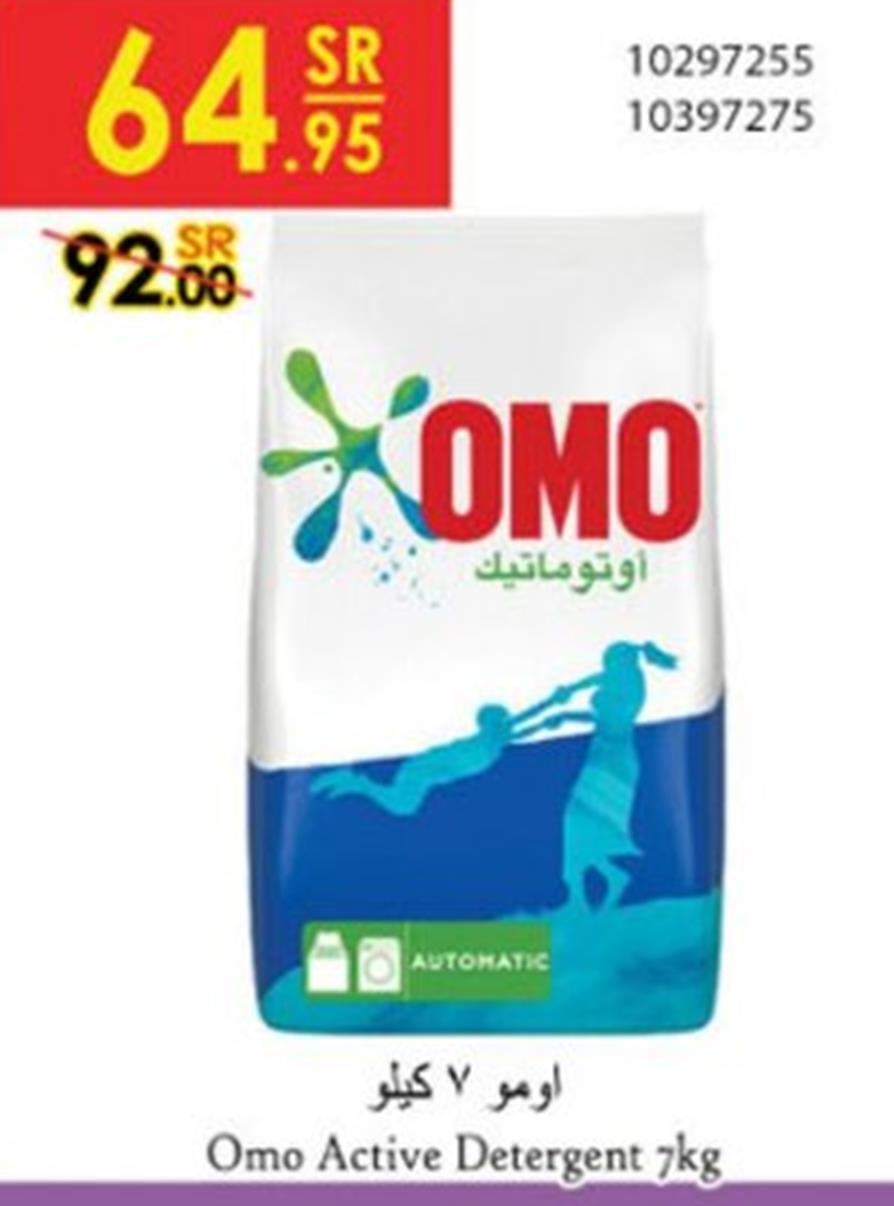 64.95 SR
10297255
10397275
92.00 SR
OMO
أوتوماتيك
AUTOMATIC
اومو ٧ كيلو
Omo Active Detergent 7kg